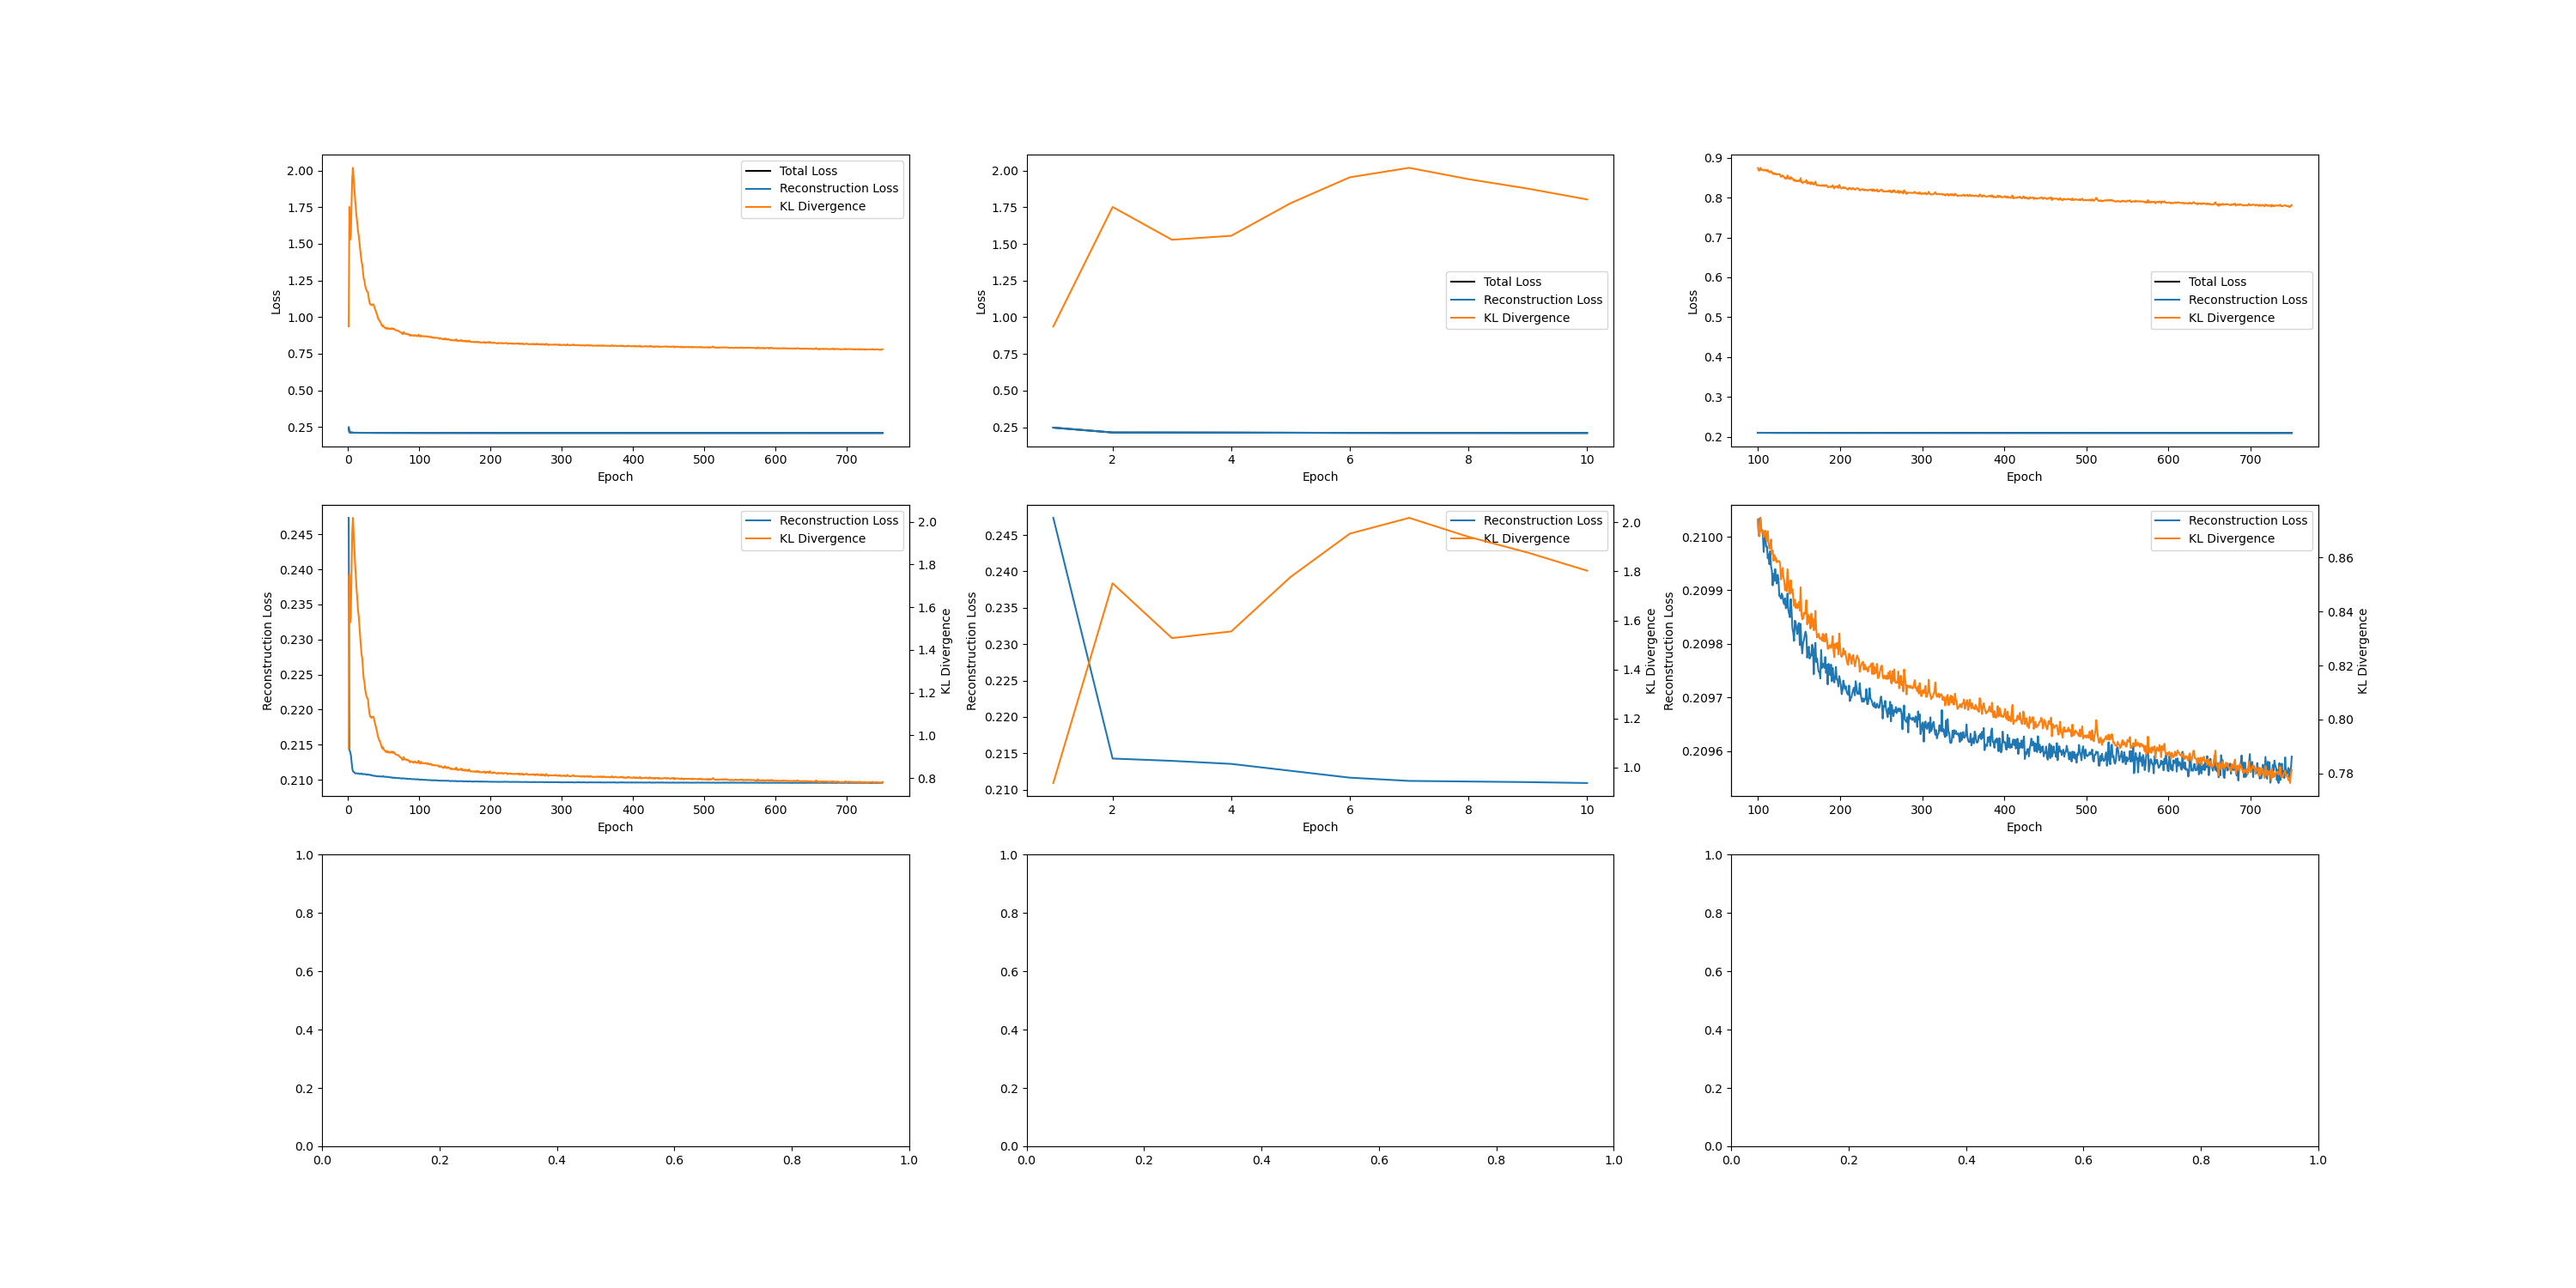 2.00
1.75
1.50
1.25
1.00
0.75
0.50
0.25
Loss
0 100 200 300 400 500 600 700
Epoch
Total Loss
Reconstruction Loss
KL Divergence
2.00
1.75
1.50
1.25
1.00
0.75
0.50
0.25
Loss
2 4 6 8 10
Epoch
Total Loss
Reconstruction Loss
KL Divergence
0.9
0.8
0.7
0.6
0.5
0.4
0.3
0.2
Loss
100 200 300 400 500 600 700
Epoch
Total Loss
Reconstruction Loss
KL Divergence
0.245
0.240
0.235
0.230
0.225
0.220
0.215
0.210
Reconstruction Loss
0 100 200 300 400 500 600 700
Epoch
Reconstruction Loss
KL Divergence
2.0
1.8
1.6
1.4
1.2
1.0
0.8
KL Divergence
0.245
0.240
0.235
0.230
0.225
0.220
0.215
0.210
Reconstruction Loss
2 4 6 8 10
Epoch
Reconstruction Loss
KL Divergence
2.0
1.8
1.6
1.4
1.2
1.0
KL Divergence
0.2100
0.2099
0.2098
0.2097
0.2096
Reconstruction Loss
100 200 300 400 500 600 700
Epoch
Reconstruction Loss
KL Divergence
0.86
0.84
0.82
0.80
0.78
KL Divergence
1.0
0.8
0.6
0.4
0.2
0.0
0.0 0.2 0.4 0.6 0.8 1.0
1.0
0.8
0.6
0.4
0.2
0.0
0.0 0.2 0.4 0.6 0.8 1.0
1.0
0.8
0.6
0.4
0.2
0.0
0.0 0.2 0.4 0.6 0.8 1.0